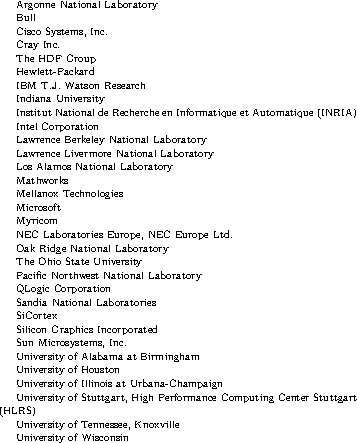 Argonne National Laboratory
Bull
Cisco Systems, Inc.
Cray Inc.
The HDF Group
Hewlett-Packard
IBM T.J. Watson Research
Indiana University
Institut National de Recherche en Informatique et Automatique (INRIA)
Intel Corporation
Lawrence Berkeley National Laboratory
Lawrence Livermore National Laboratory
Los Alamos National Laboratory
Mathworks
Mellanox Technologies
Microsoft
Myricom
NEC Laboratories Europe, NEC Europe Ltd.
Oak Ridge National Laboratory
The Ohio State University
Pacific Northwest National Laboratory
QLogic Corporation
Sandia National Laboratories
SiCortex
Silicon Graphics Incorporated
Sun Microsystems, Inc.
University of Alabama at Birmingham
University of Houston
University of Illinois at Urbana-Champaign
University of Stuttgart, High Performance Computing Center Stuttgart
(HLRS)
University of Tennessee, Knoxville
University of Wisconsin